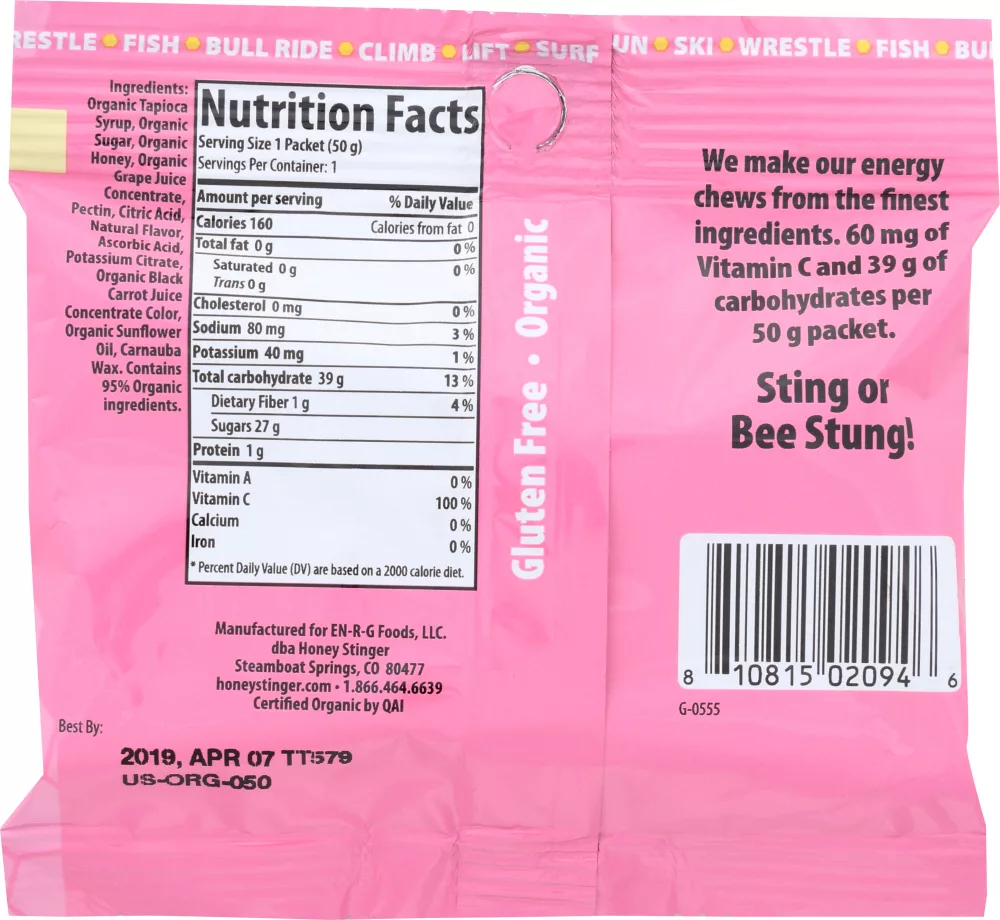 RESTLE FISH BULL RIDE CLIMB LIFT SURF UN SKI WRESTLE FISH BU
Ingredients:
Organic Tapioca
Syrup, Organic
Sugar, Organic
Honey, Organic
Grape Juice
Concentrate,
Pectin, Citric Acid,
Natural Flavor,
Ascorbic Acid,
Potassium Citrate,
Organic Black
Carrot Juice
Concentrate Color,
Organic Sunflower
Oil, Carnauba
Wax. Contains
95% Organic
ingredients.
Nutrition Facts
Serving Size 1 Packet (50 g)
Servings Per Container: 1
Amount per serving % Daily Value
Calories 160 Calories from fat 0
Total fat 0 g 0 %
Saturated 0 g 0 %
Trans 0 g
Cholesterol 0 mg 0 %
Sodium 80 mg 3 %
Potassium 40 mg 1 %
Total carbohydrate 39 g 13 %
Dietary Fiber 1 g 4 %
Sugars 27 g
Protein 1 g
Vitamin A 0 %
Vitamin C 100 %
Calcium 0 %
Iron 0 %
* Percent Daily Value (DV) are based on a 2000 calorie diet.
Manufactured for EN-R-G Foods, LLC.
dba Honey Stinger
Steamboat Springs, CO 80477
honeystinger.com • 1.866.464.6639
Certified Organic by QAI
Best By:
2019, APR 07 TT579
US-ORG-050
Gluten Free • Organic
We make our energy
chews from the finest
ingredients. 60 mg of
Vitamin C and 39 g of
carbohydrates per
50 g packet.
Sting or
Bee Stung!
8 10815 02094 6
G-0555